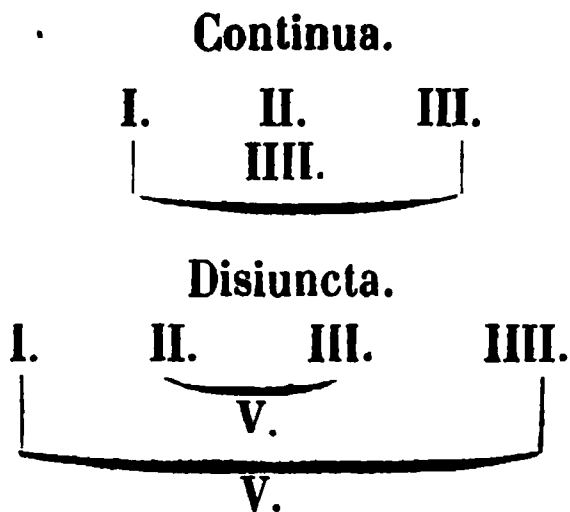 Continua.
I. II. III.
IIII.
Disiuncta.
I. II. III. IIII.
V.
V.